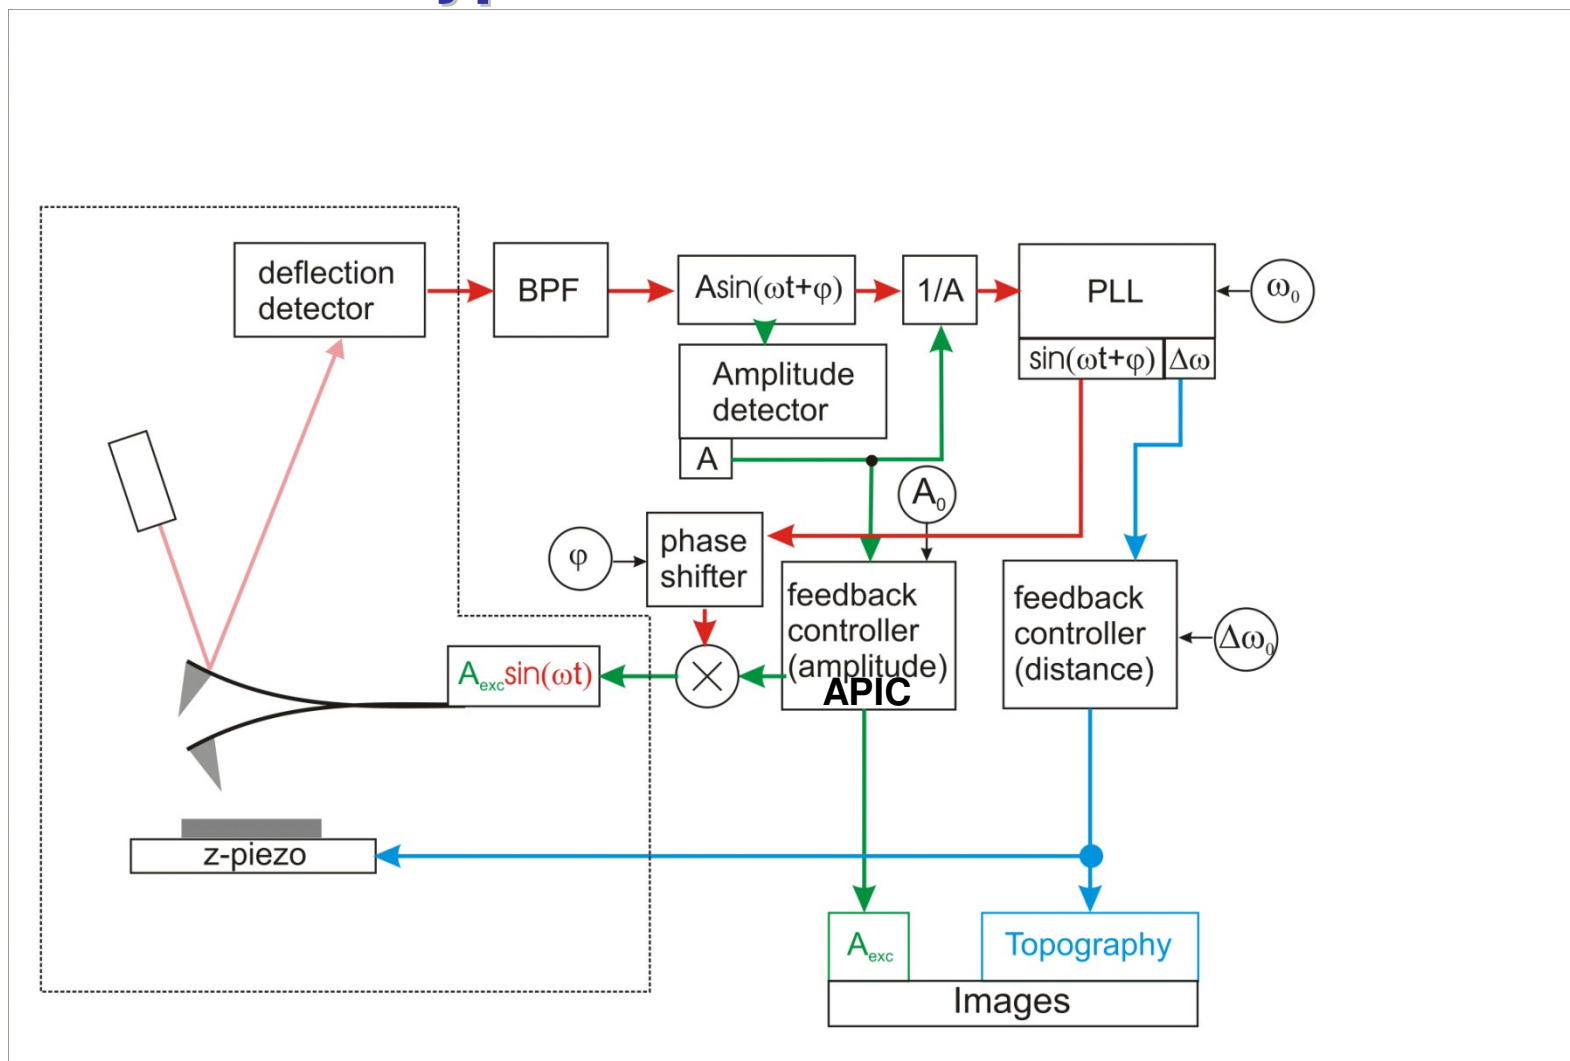 deflection
detector
BPF
Asin(ωt+φ)
1/A
PLL
ω₀
sin(ωt+φ)
Δω
Amplitude
detector
A
A₀
φ
phase
shifter
feedback
controller
(amplitude)
APIC
feedback
controller
(distance)
Δω₀
Aexcsin(ωt)
z-piezo
Aexc
Topography
Images